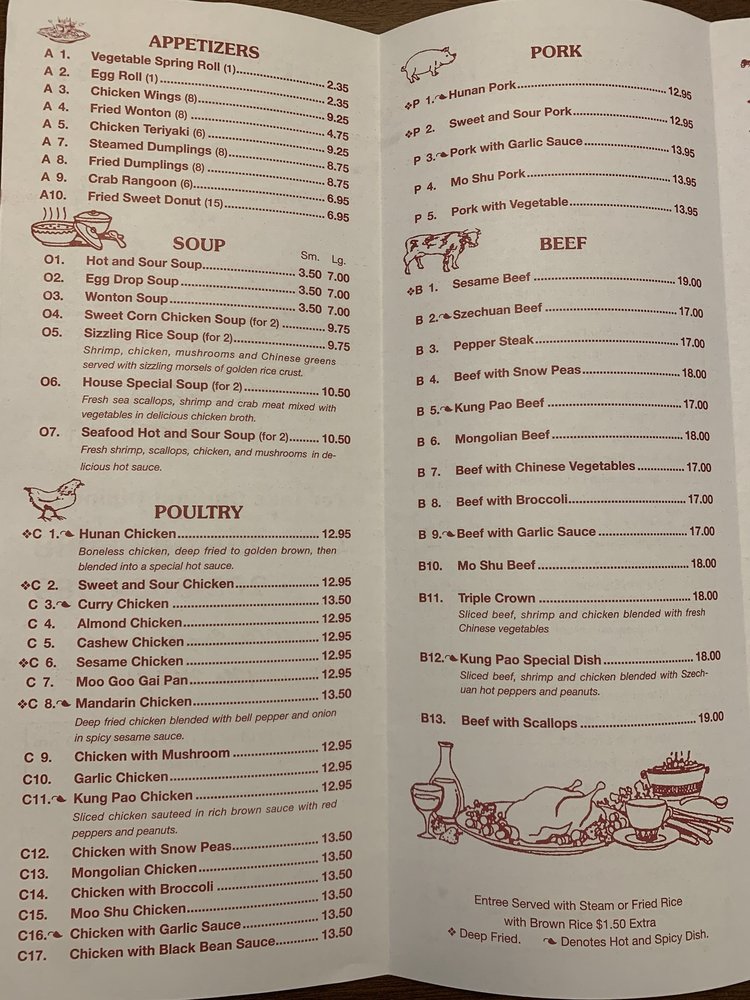 APPETIZERS
A 1. Vegetable Spring Roll (1) 2.35
A 2. Egg Roll (1) 2.35
A 3. Chicken Wings (8) 9.25
A 4. Fried Wonton (8) 4.75
A 5. Chicken Teriyaki (6) 9.25
A 7. Steamed Dumplings (8) 8.75
A 8. Fried Dumplings (8) 8.75
A 9. Crab Rangoon (6) 6.95
A10. Fried Sweet Donut (15) 6.95
SOUP
Sm. Lg.
O1. Hot and Sour Soup 3.50 7.00
O2. Egg Drop Soup 3.50 7.00
O3. Wonton Soup 3.50 7.00
O4. Sweet Corn Chicken Soup (for 2) 9.75
O5. Sizzling Rice Soup (for 2) 9.75
Shrimp, chicken, mushrooms and Chinese greens
served with sizzling morsels of golden rice crust.
O6. House Special Soup (for 2) 10.50
Fresh sea scallops, shrimp and crab meat mixed with
vegetables in delicious chicken broth.
O7. Seafood Hot and Sour Soup (for 2) 10.50
Fresh shrimp, scallops, chicken, and mushrooms in de-
licious hot sauce.
POULTRY
❖C 1. Hunan Chicken 12.95
Boneless chicken, deep fried to golden brown, then
blended into a special hot sauce.
❖C 2. Sweet and Sour Chicken 12.95
C 3. Curry Chicken 13.50
C 4. Almond Chicken 12.95
C 5. Cashew Chicken 12.95
❖C 6. Sesame Chicken 12.95
C 7. Moo Goo Gai Pan 12.95
❖C 8. Mandarin Chicken 13.50
Deep fried chicken blended with bell pepper and onion
in spicy sesame sauce.
C 9. Chicken with Mushroom 12.95
C10. Garlic Chicken 12.95
C11. Kung Pao Chicken 12.95
Sliced chicken sauteed in rich brown sauce with red
peppers and peanuts.
C12. Chicken with Snow Peas 13.50
C13. Mongolian Chicken 13.50
C14. Chicken with Broccoli 13.50
C15. Moo Shu Chicken 13.50
C16. Chicken with Garlic Sauce 13.50
C17. Chicken with Black Bean Sauce 13.50
PORK
❖P 1. Hunan Pork 12.95
❖P 2. Sweet and Sour Pork 12.95
P 3. Pork with Garlic Sauce 13.95
P 4. Mo Shu Pork 13.95
P 5. Pork with Vegetable 13.95
BEEF
❖B 1. Sesame Beef 19.00
B 2. Szechuan Beef 17.00
B 3. Pepper Steak 17.00
B 4. Beef with Snow Peas 18.00
B 5. Kung Pao Beef 17.00
B 6. Mongolian Beef 18.00
B 7. Beef with Chinese Vegetables 17.00
B 8. Beef with Broccoli 17.00
B 9. Beef with Garlic Sauce 17.00
B10. Mo Shu Beef 18.00
B11. Triple Crown 18.00
Sliced beef, shrimp and chicken blended with fresh
Chinese vegetables
B12. Kung Pao Special Dish 18.00
Sliced beef, shrimp and chicken blended with Szech-
uan hot peppers and peanuts.
B13. Beef with Scallops 19.00
Entree Served with Steam or Fried Rice
with Brown Rice $1.50 Extra
❖ Deep Fried. Denotes Hot and Spicy Dish.